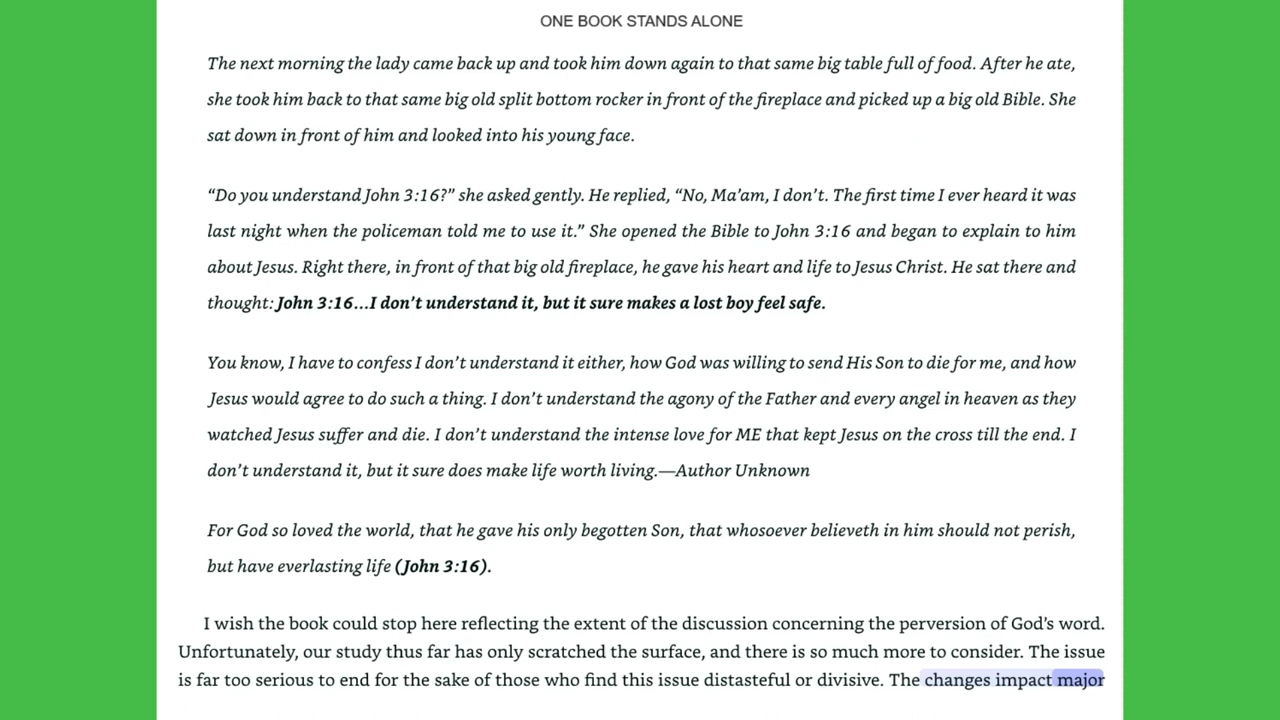 ONE BOOK STANDS ALONE
The next morning the lady came back up and took him down again to that same big table full of food. After he ate,
she took him back to that same big old split bottom rocker in front of the fireplace and picked up a big old Bible. She
sat down in front of him and looked into his young face.
“Do you understand John 3:16?” she asked gently. He replied, “No, Ma’am, I don’t. The first time I ever heard it was
last night when the policeman told me to use it.” She opened the Bible to John 3:16 and began to explain to him
about Jesus. Right there, in front of that big old fireplace, he gave his heart and life to Jesus Christ. He sat there and
thought: John 3:16…I don’t understand it, but it sure makes a lost boy feel safe.
You know, I have to confess I don’t understand it either, how God was willing to send His Son to die for me, and how
Jesus would agree to do such a thing. I don’t understand the agony of the Father and every angel in heaven as they
watched Jesus suffer and die. I don’t understand the intense love for ME that kept Jesus on the cross till the end. I
don’t understand it, but it sure does make life worth living.—Author Unknown
For God so loved the world, that he gave his only begotten Son, that whosoever believeth in him should not perish,
but have everlasting life (John 3:16).
I wish the book could stop here reflecting the extent of the discussion concerning the perversion of God’s word.
Unfortunately, our study thus far has only scratched the surface, and there is so much more to consider. The issue
is far too serious to end for the sake of those who find this issue distasteful or divisive. The changes impact major